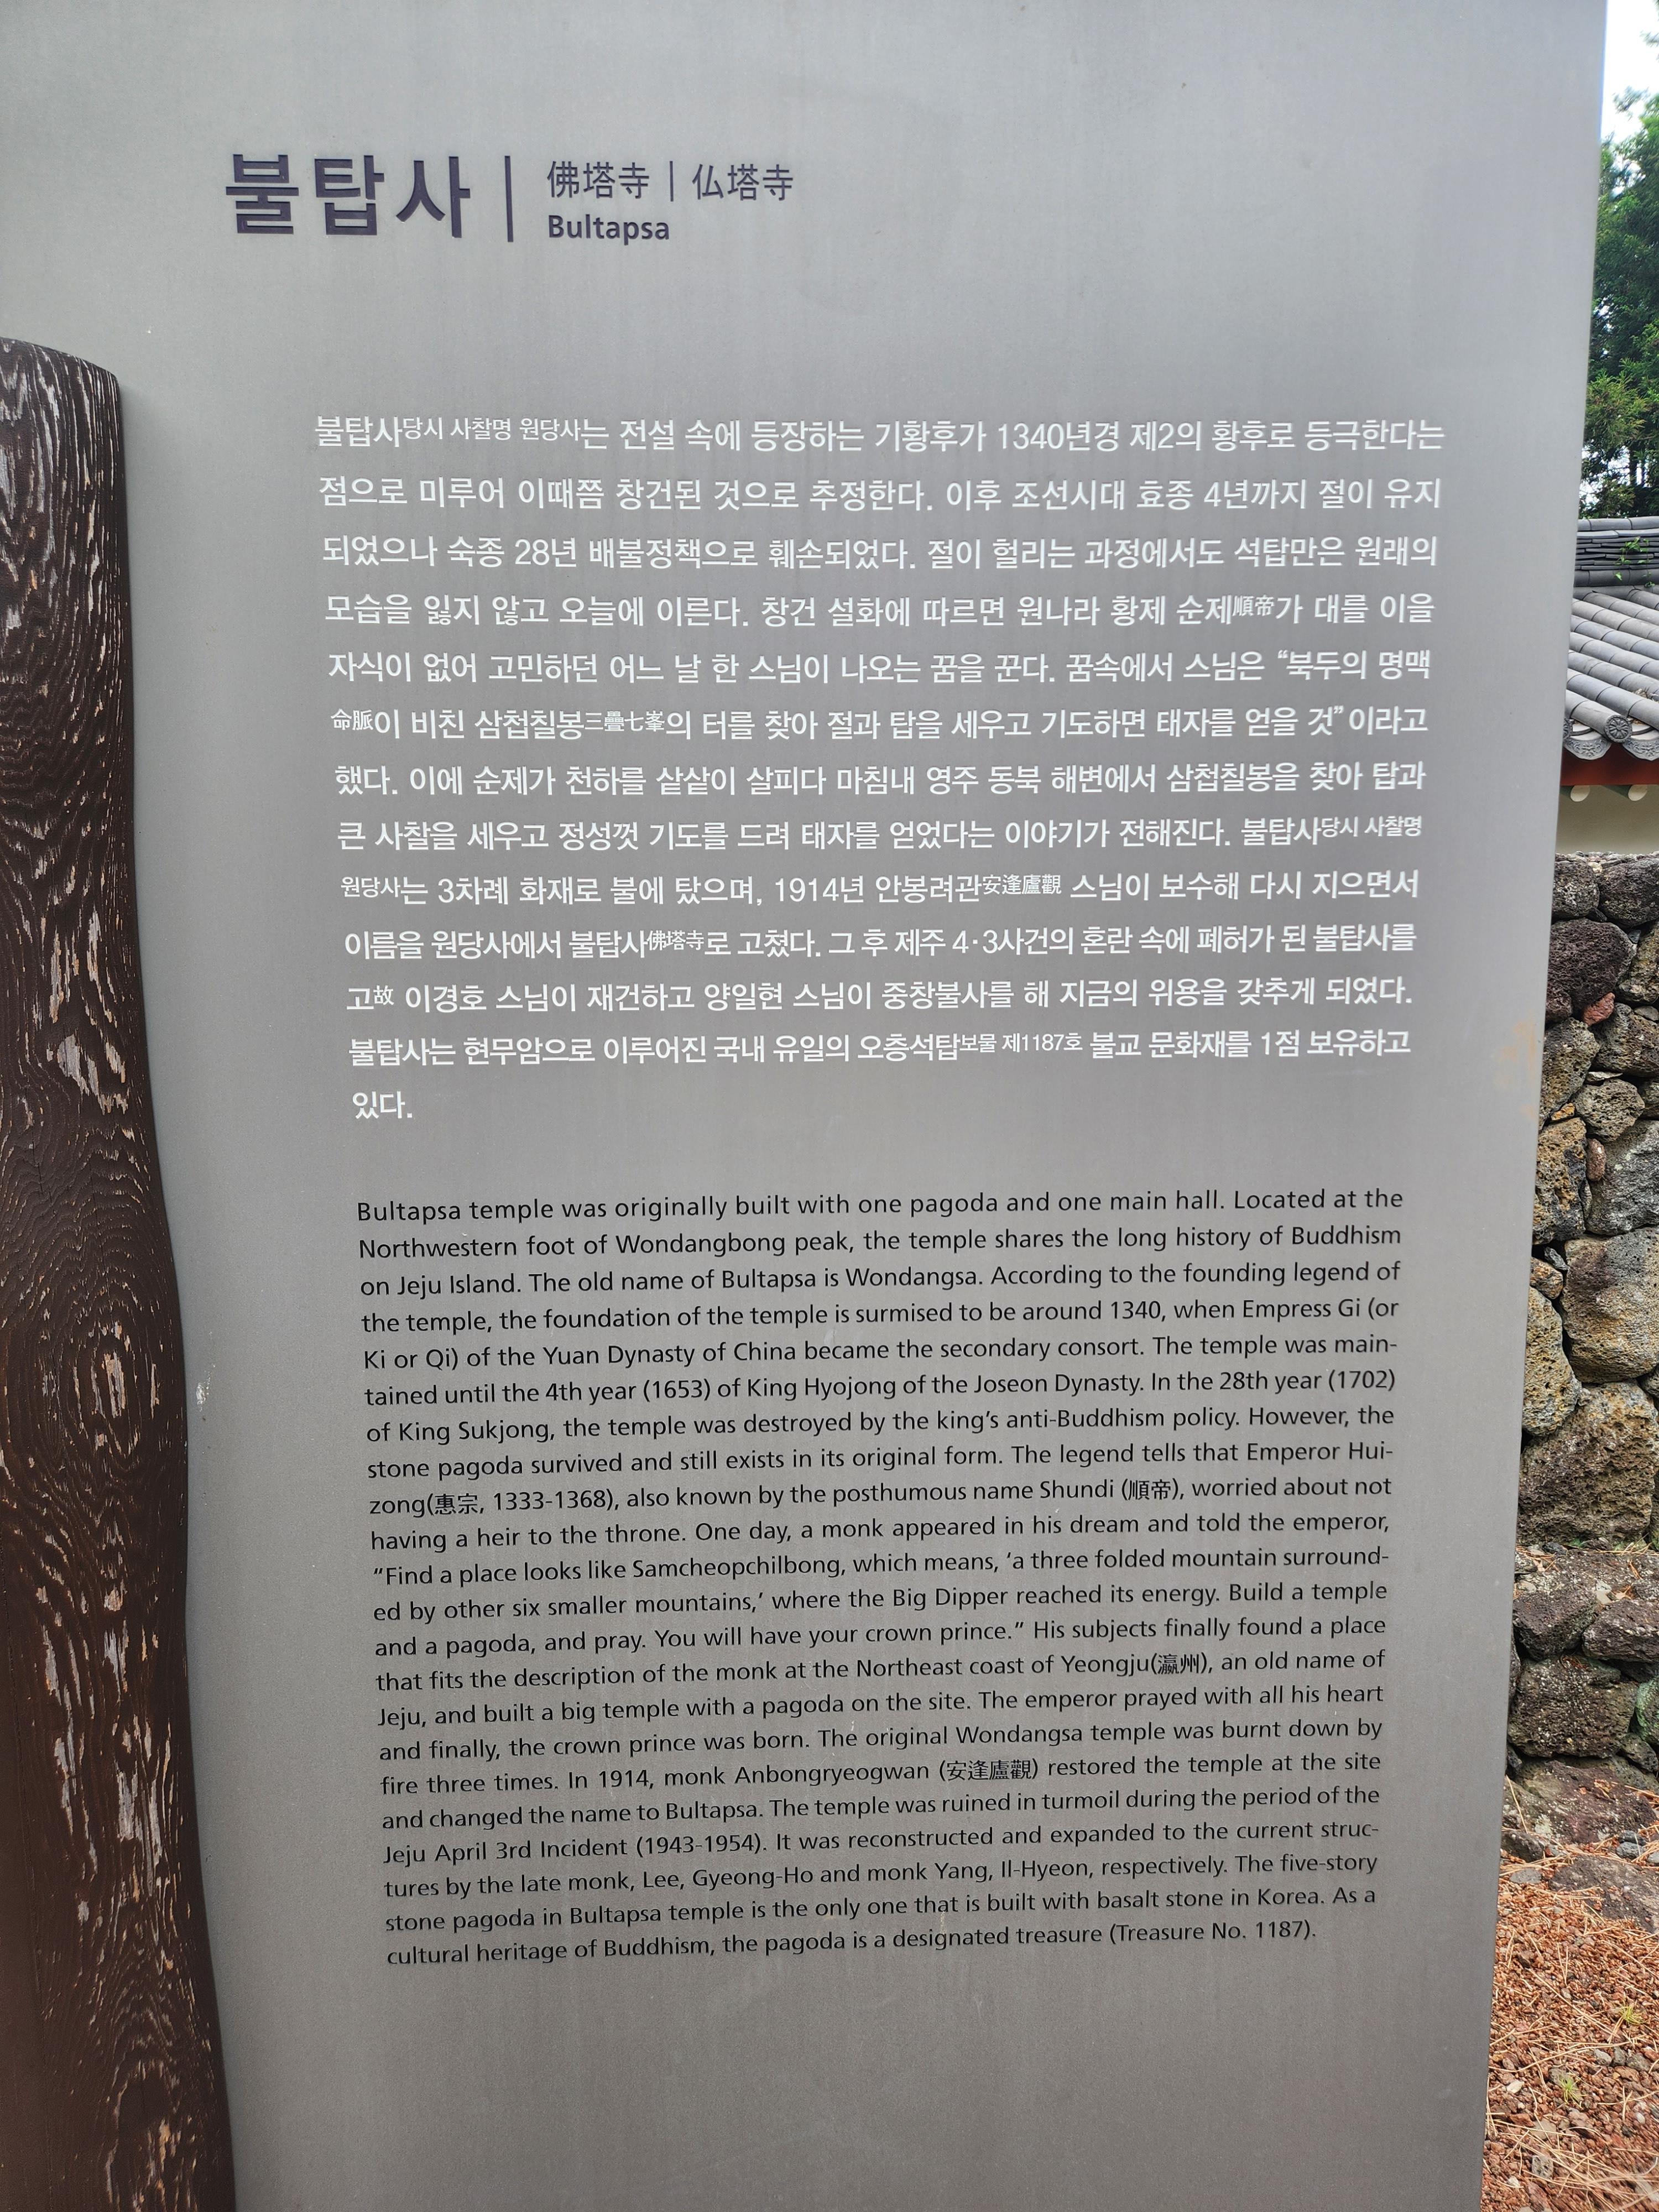 불탑사 | 佛塔寺 | 仏塔寺
Bultapsa
불탑사당시 사찰명 원당사는 전설 속에 등장하는 기황후가 1340년경 제2의 황후로 등극한다는
점으로 미루어 이때쯤 창건된 것으로 추정한다. 이후 조선시대 효종 4년까지 절이 유지
되었으나 숙종 28년 배불정책으로 훼손되었다. 절이 헐리는 과정에서도 석탑만은 원래의
모습을 잃지 않고 오늘에 이른다. 창건 설화에 따르면 원나라 황제 순제順帝가 대를 이을
자식이 없어 고민하던 어느 날 한 스님이 나오는 꿈을 꾼다. 꿈속에서 스님은 “북두의 명맥
命脈이 비친 삼첩칠봉三疊七峯의 터를 찾아 절과 탑을 세우고 기도하면 태자를 얻을 것”이라고
했다. 이에 순제가 천하를 샅샅이 살피다 마침내 영주 동북 해변에서 삼첩칠봉을 찾아 탑과
큰 사찰을 세우고 정성껏 기도를 드려 태자를 얻었다는 이야기가 전해진다. 불탑사당시 사찰명
원당사는 3차례 화재로 불에 탔으며, 1914년 안봉려관安逢廬觀 스님이 보수해 다시 지으면서
이름을 원당사에서 불탑사佛塔寺로 고쳤다. 그 후 제주 4·3사건의 혼란 속에 폐허가 된 불탑사를
고故 이경호 스님이 재건하고 양일현 스님이 중창불사를 해 지금의 위용을 갖추게 되었다.
불탑사는 현무암으로 이루어진 국내 유일의 오층석탑보물 제1187호 불교 문화재를 1점 보유하고
있다.
Bultapsa temple was originally built with one pagoda and one main hall. Located at the
Northwestern foot of Wondangbong peak, the temple shares the long history of Buddhism
on Jeju Island. The old name of Bultapsa is Wondangsa. According to the founding legend of
the temple, the foundation of the temple is surmised to be around 1340, when Empress Gi (or
Ki or Qi) of the Yuan Dynasty of China became the secondary consort. The temple was main-
tained until the 4th year (1653) of King Hyojong of the Joseon Dynasty. In the 28th year (1702)
of King Sukjong, the temple was destroyed by the king’s anti-Buddhism policy. However, the
stone pagoda survived and still exists in its original form. The legend tells that Emperor Hui-
zong(惠宗, 1333-1368), also known by the posthumous name Shundi (順帝), worried about not
having a heir to the throne. One day, a monk appeared in his dream and told the emperor,
“Find a place looks like Samcheopchilbong, which means, ‘a three folded mountain surround-
ed by other six smaller mountains,’ where the Big Dipper reached its energy. Build a temple
and a pagoda, and pray. You will have your crown prince.” His subjects finally found a place
that fits the description of the monk at the Northeast coast of Yeongju(瀛州), an old name of
Jeju, and built a big temple with a pagoda on the site. The emperor prayed with all his heart
and finally, the crown prince was born. The original Wondangsa temple was burnt down by
fire three times. In 1914, monk Anbongryeogwan (安逢廬觀) restored the temple at the site
and changed the name to Bultapsa. The temple was ruined in turmoil during the period of the
Jeju April 3rd Incident (1943-1954). It was reconstructed and expanded to the current struc-
tures by the late monk, Lee, Gyeong-Ho and monk Yang, Il-Hyeon, respectively. The five-story
stone pagoda in Bultapsa temple is the only one that is built with basalt stone in Korea. As a
cultural heritage of Buddhism, the pagoda is a designated treasure (Treasure No. 1187).